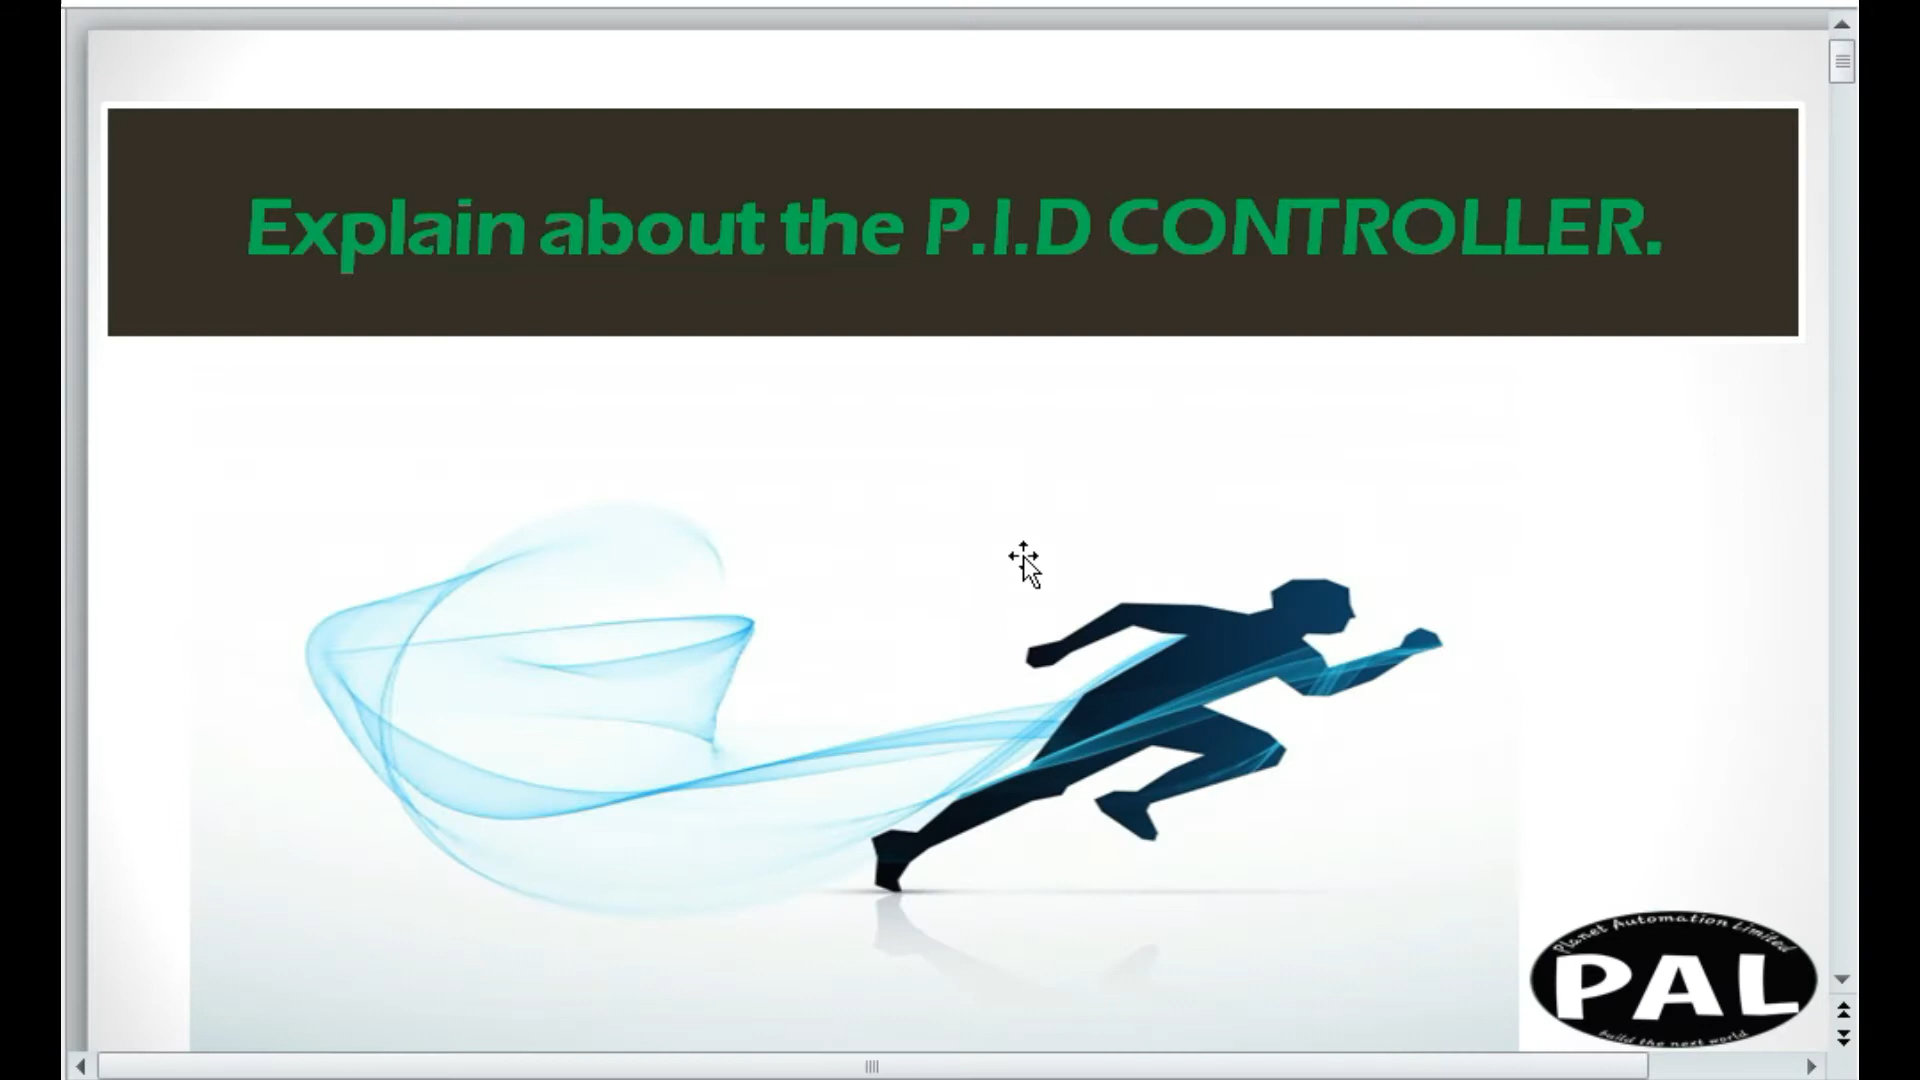 Explain about the P.I.D CONTROLLER.
Planet Automation Limited
PAL
build the next world